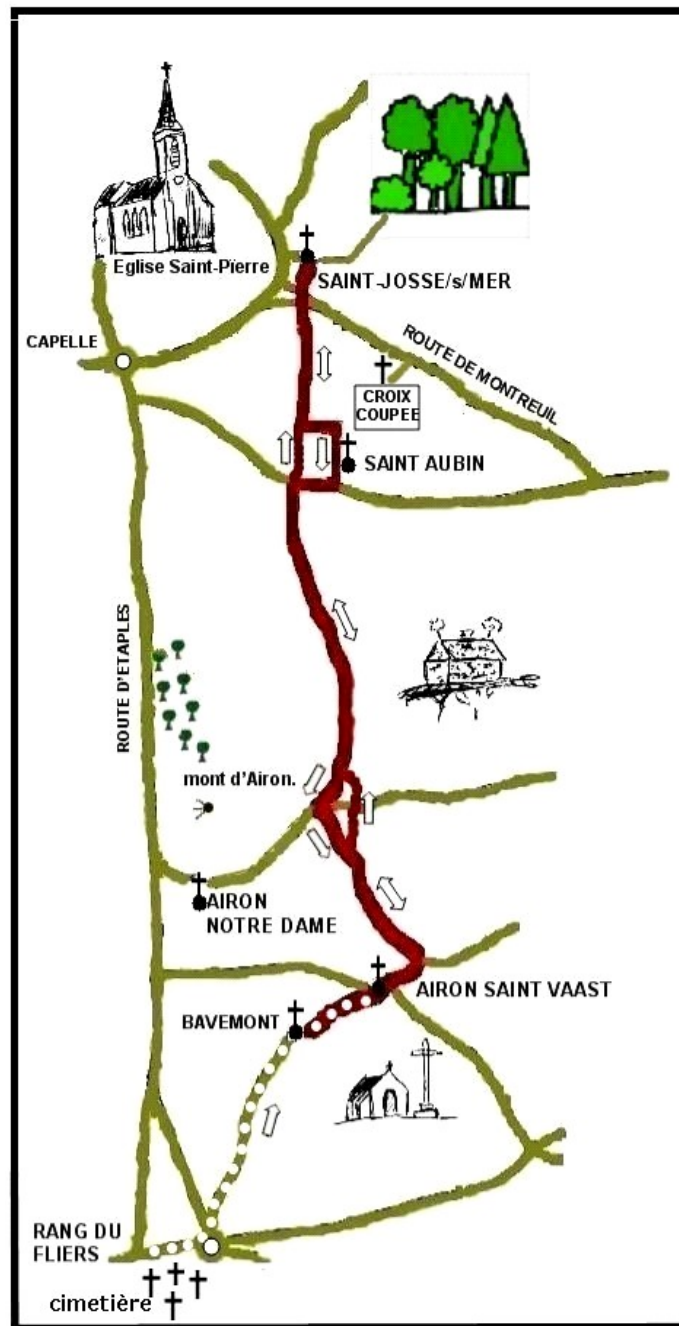 Eglise Saint-Pierre
SAINT-JOSSE/s/MER
CAPELLE
ROUTE DE MONTREUIL
CROIX
COUPEE
SAINT AUBIN
ROUTE D'ETAPLES
mont d'Airon.
AIRON
NOTRE DAME
AIRON SAINT VAAST
BAVEMONT
RANG DU
FLIERS
cimetière